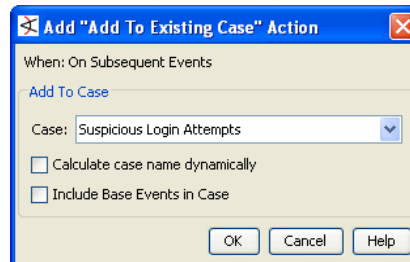 Add "Add To Existing Case" Action
When: On Subsequent Events
Add To Case
Case: Suspicious Login Attempts
Calculate case name dynamically
Include Base Events in Case
OK Cancel Help